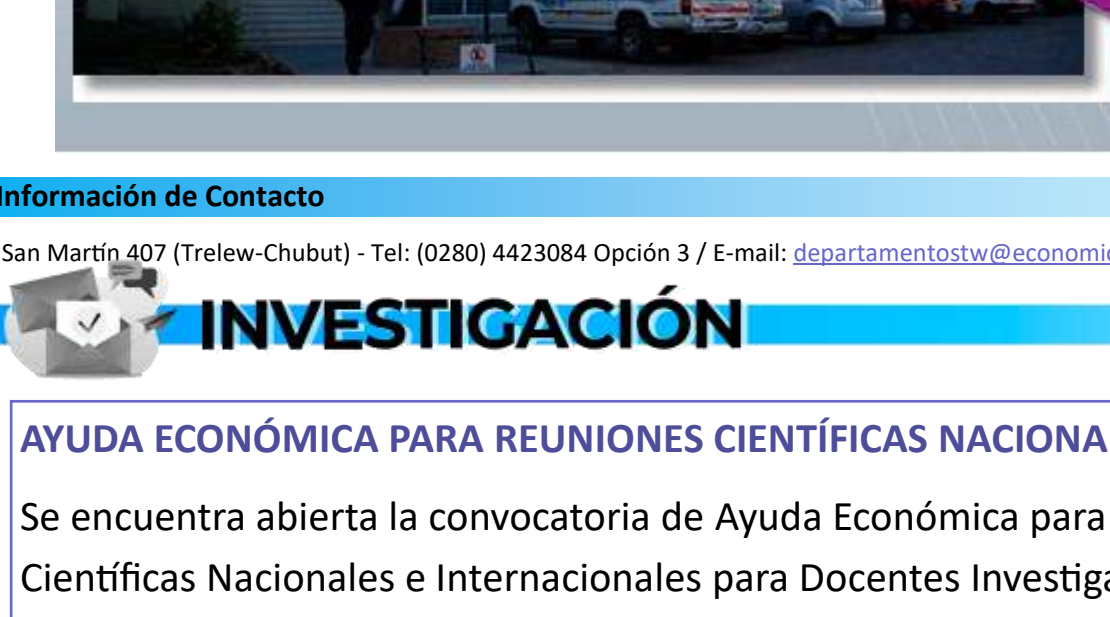 Información de Contacto
San Martín 407 (Trelew-Chubut) - Tel: (0280) 4423084 Opción 3 / E-mail: departamentostw@economic
INVESTIGACIÓN
AYUDA ECONÓMICA PARA REUNIONES CIENTÍFICAS NACIONA
Se encuentra abierta la convocatoria de Ayuda Económica para
Científicas Nacionales e Internacionales para Docentes Investiga